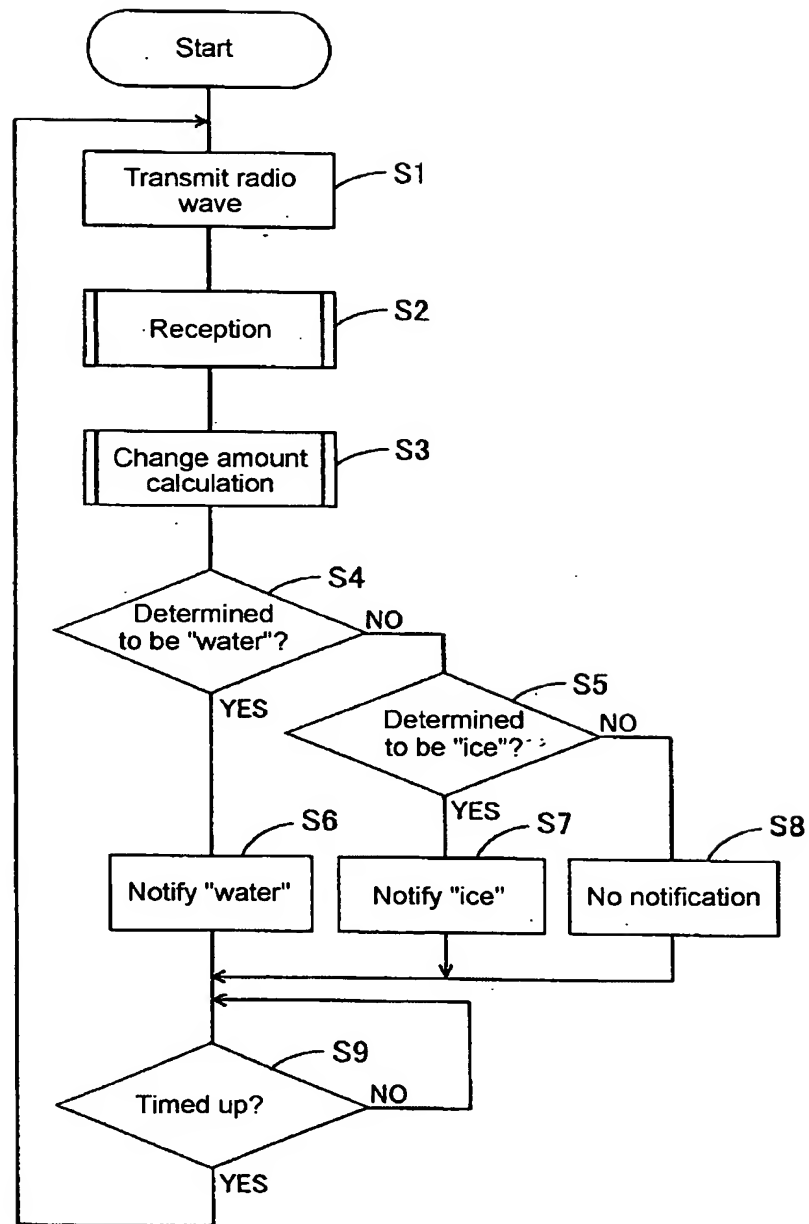 Start
Transmit radio
wave
S1
Reception
S2
Change amount
calculation
S3
S4
Determined
to be "water"?
NO
YES
S5
Determined
to be "ice"?
NO
YES
S6
Notify "water"
S7
Notify "ice"
S8
No notification
S9
Timed up?
NO
YES